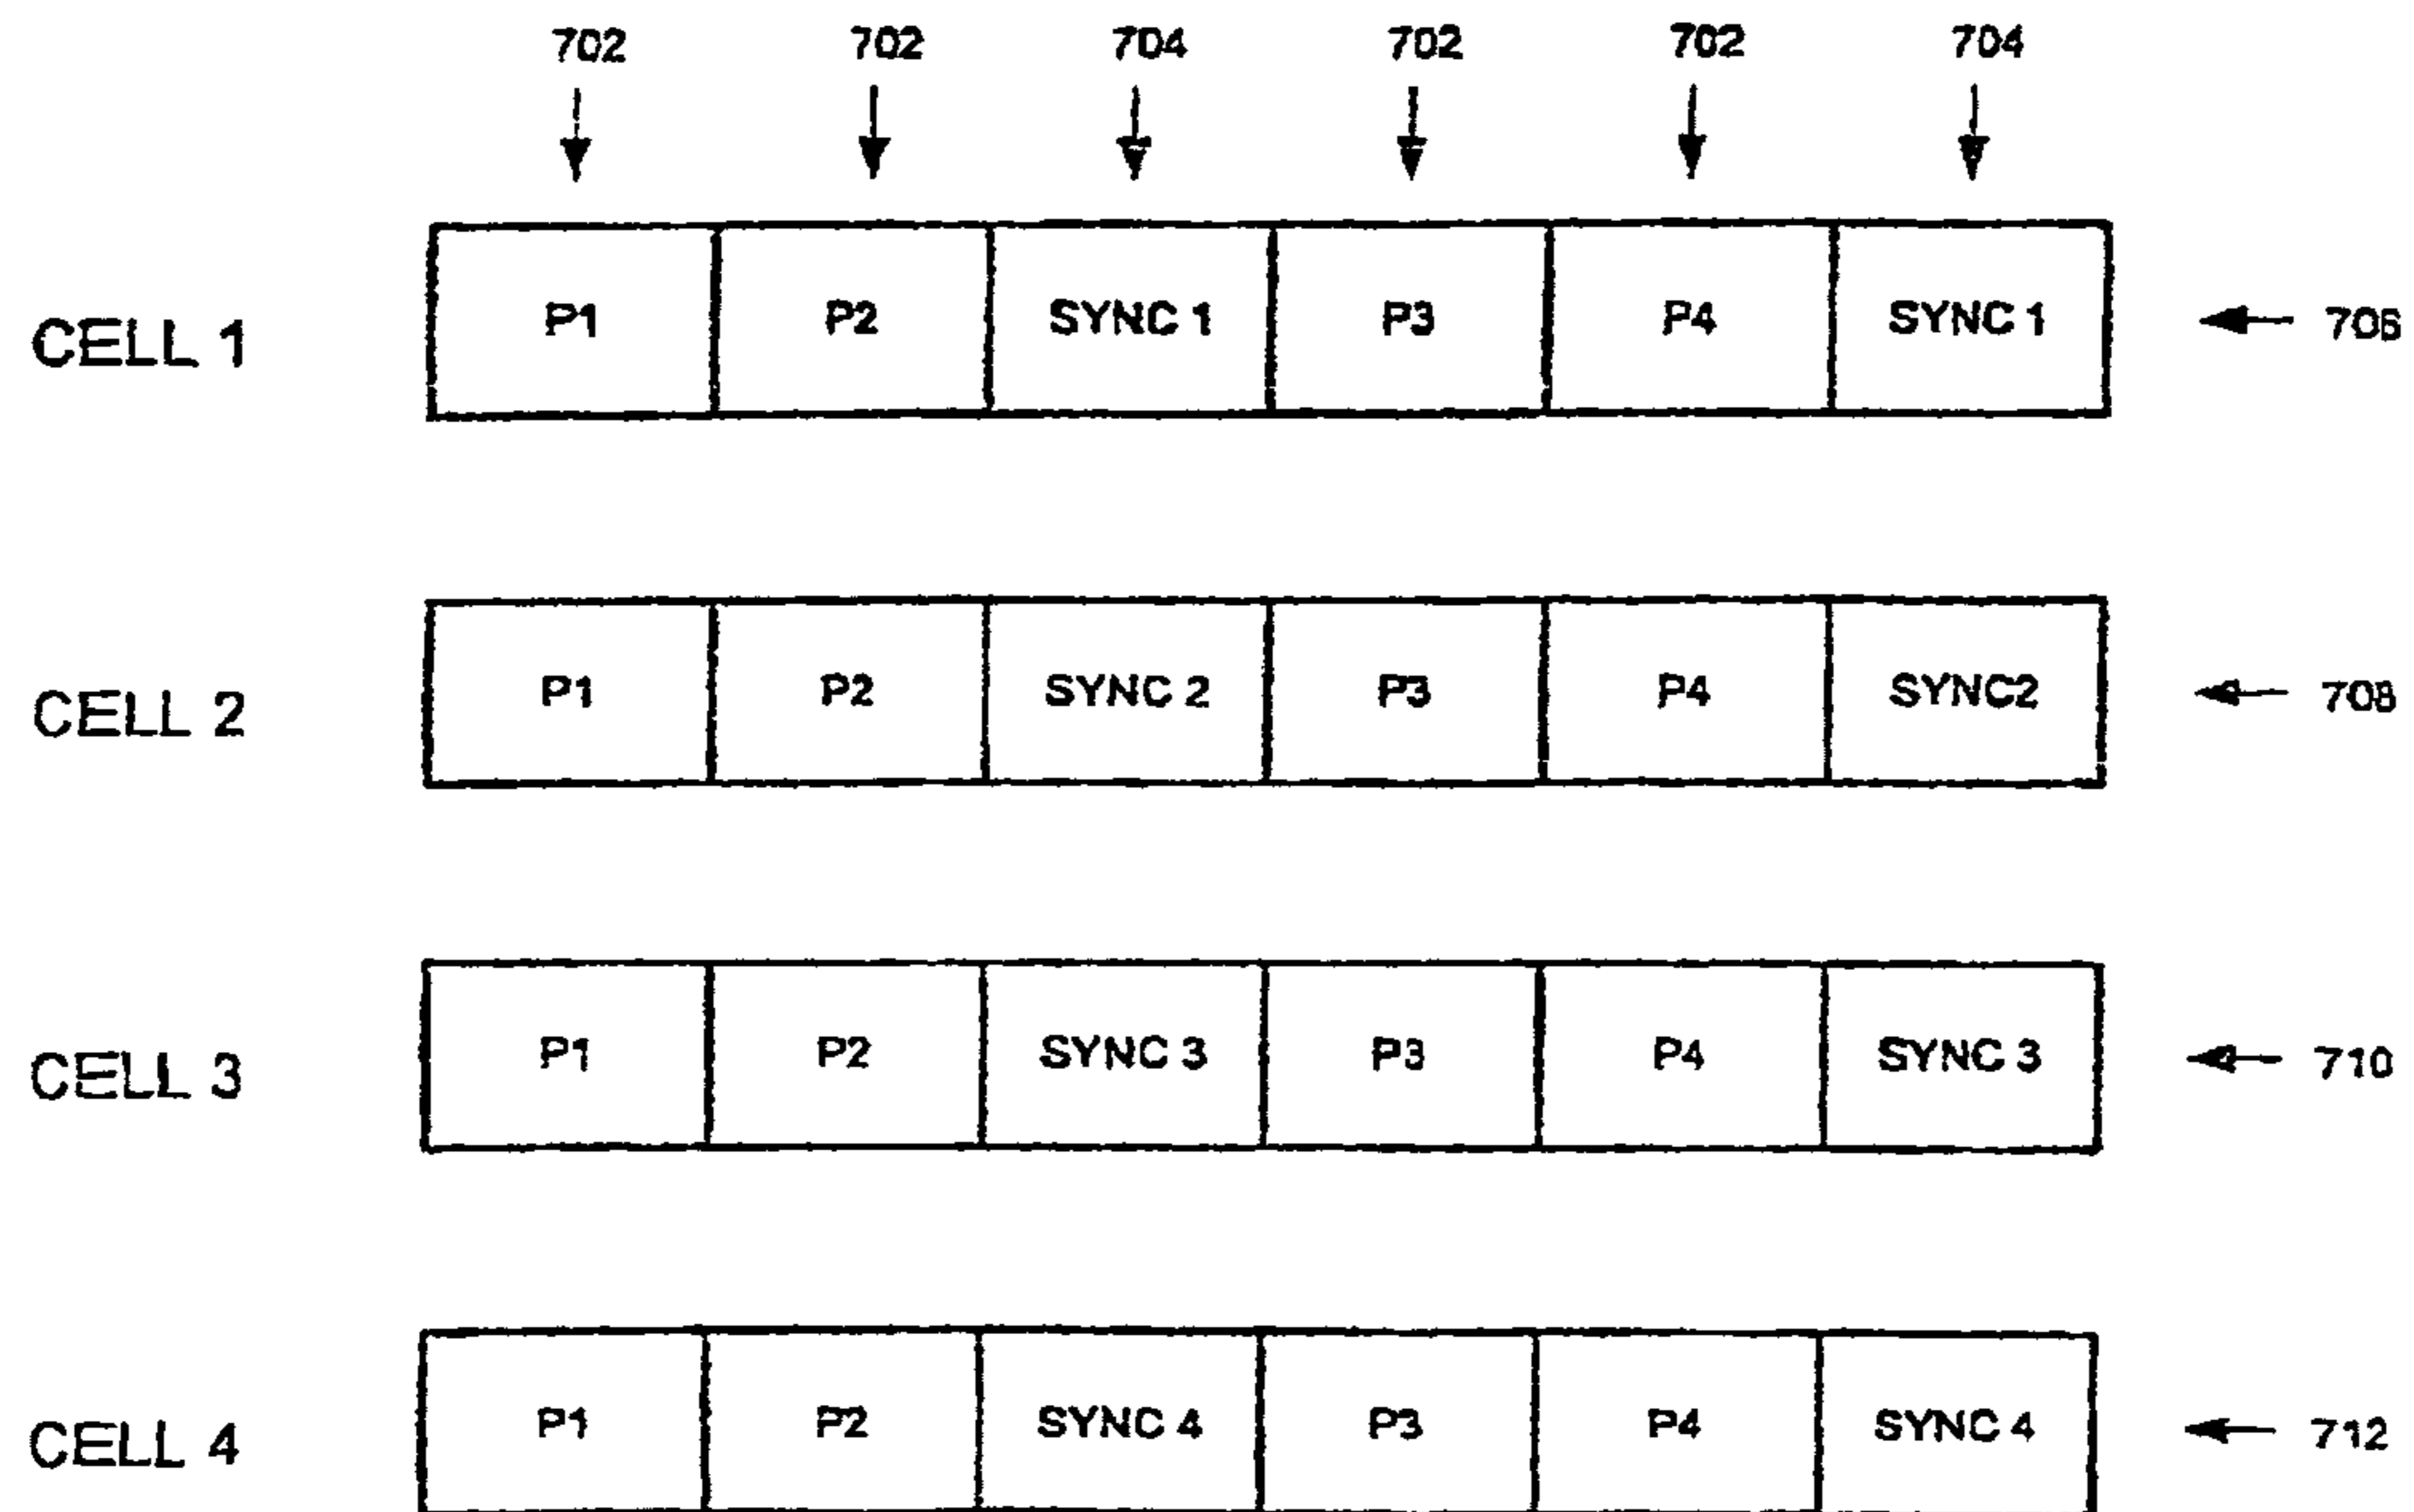 702 702 704 702 702 704
CELL 1 P1 P2 SYNC 1 P3 P4 SYNC 1 706
CELL 2 P1 P2 SYNC 2 P3 P4 SYNC2 708
CELL 3 P1 P2 SYNC 3 P3 P4 SYNC 3 710
CELL 4 P1 P2 SYNC 4 P3 P4 SYNC 4 712